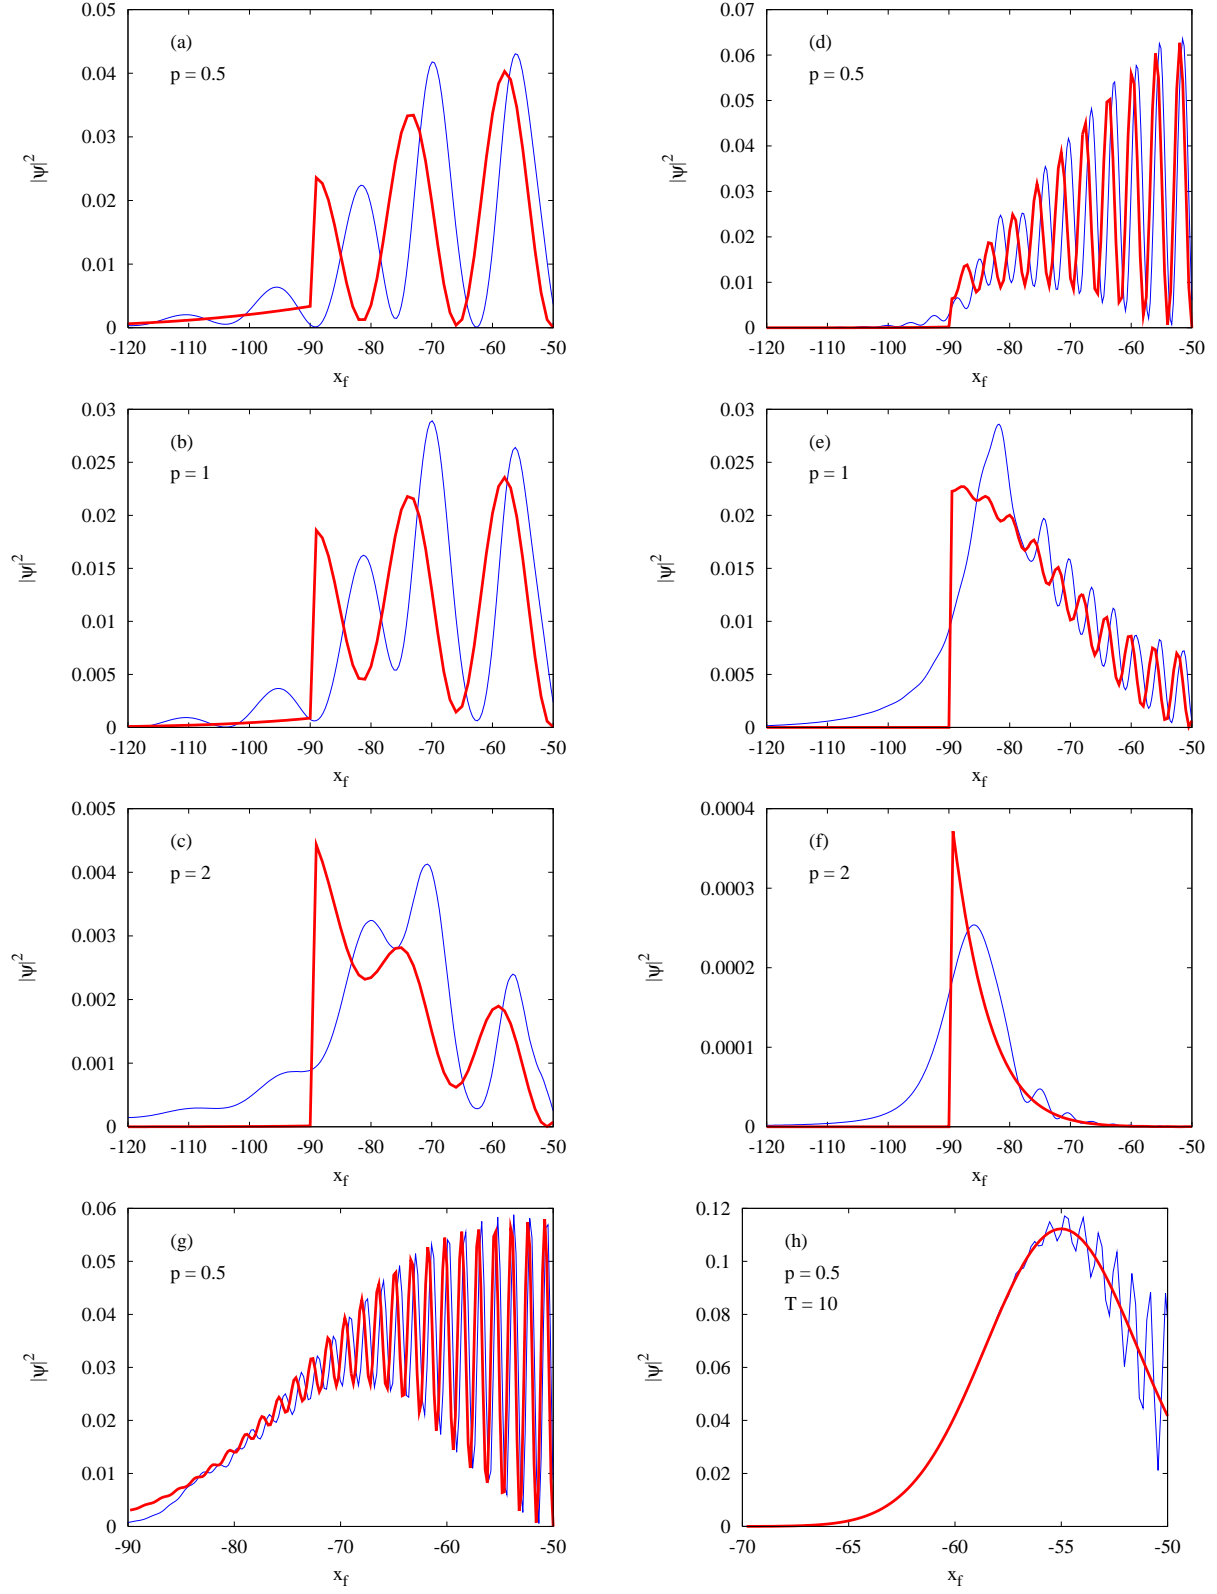 0.05
0.04
0.03
0.02
0.01
0
|ψ|²
(a)
p = 0.5
-120 -110 -100 -90 -80 -70 -60 -50
x_f
0.07
0.06
0.05
0.04
0.03
0.02
0.01
0
|ψ|²
(d)
p = 0.5
-120 -110 -100 -90 -80 -70 -60 -50
x_f
0.03
0.025
0.02
0.015
0.01
0.005
0
|ψ|²
(b)
p = 1
-120 -110 -100 -90 -80 -70 -60 -50
x_f
0.03
0.025
0.02
0.015
0.01
0.005
0
|ψ|²
(e)
p = 1
-120 -110 -100 -90 -80 -70 -60 -50
x_f
0.005
0.004
0.003
0.002
0.001
0
|ψ|²
(c)
p = 2
-120 -110 -100 -90 -80 -70 -60 -50
x_f
0.0004
0.0003
0.0002
0.0001
0
|ψ|²
(f)
p = 2
-120 -110 -100 -90 -80 -70 -60 -50
x_f
0.06
0.05
0.04
0.03
0.02
0.01
0
|ψ|²
(g)
p = 0.5
-90 -80 -70 -60 -50
x_f
0.12
0.1
0.08
0.06
0.04
0.02
0
|ψ|²
(h)
p = 0.5
T = 10
-70 -65 -60 -55 -50
x_f